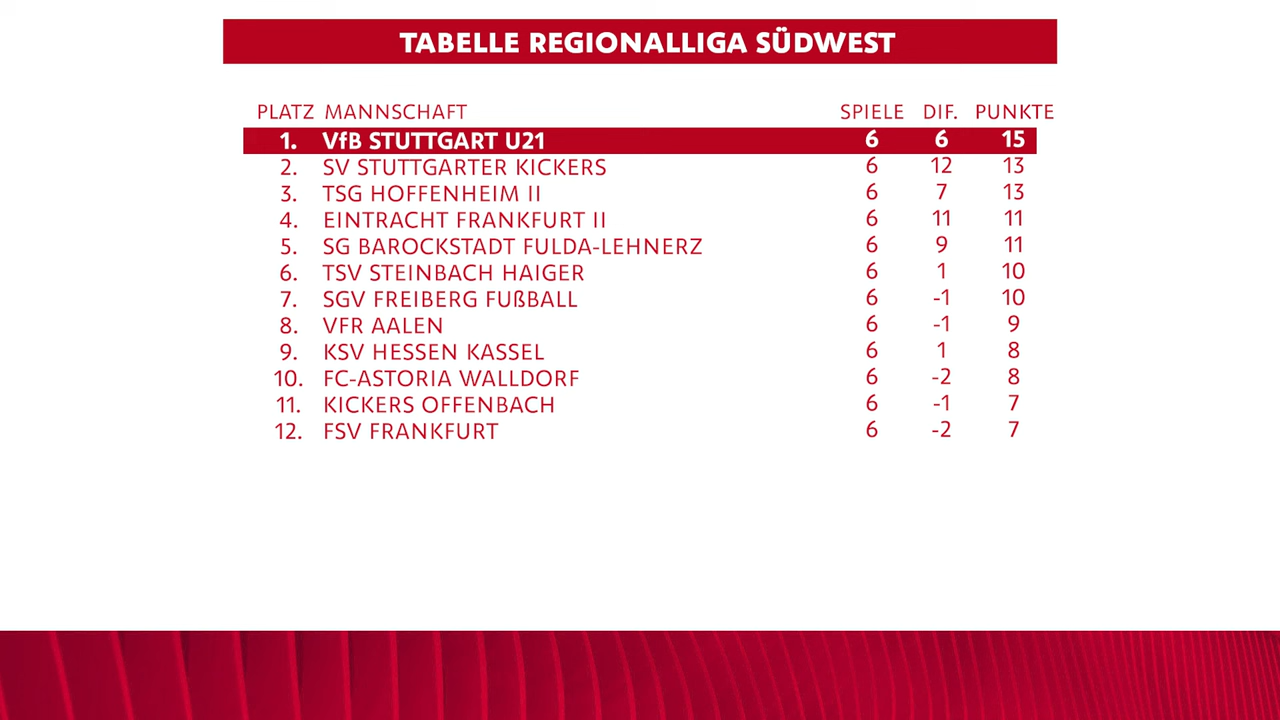 TABELLE REGIONALLIGA SÜDWEST
PLATZ MANNSCHAFT SPIELE DIF. PUNKTE
1. VfB STUTTGART U21 6 6 15
2. SV STUTTGARTER KICKERS 6 12 13
3. TSG HOFFENHEIM II 6 7 13
4. EINTRACHT FRANKFURT II 6 11 11
5. SG BAROCKSTADT FULDA-LEHNERZ 6 9 11
6. TSV STEINBACH HAIGER 6 1 10
7. SGV FREIBERG FUßBALL 6 -1 10
8. VFR AALEN 6 -1 9
9. KSV HESSEN KASSEL 6 1 8
10. FC-ASTORIA WALLDORF 6 -2 8
11. KICKERS OFFENBACH 6 -1 7
12. FSV FRANKFURT 6 -2 7